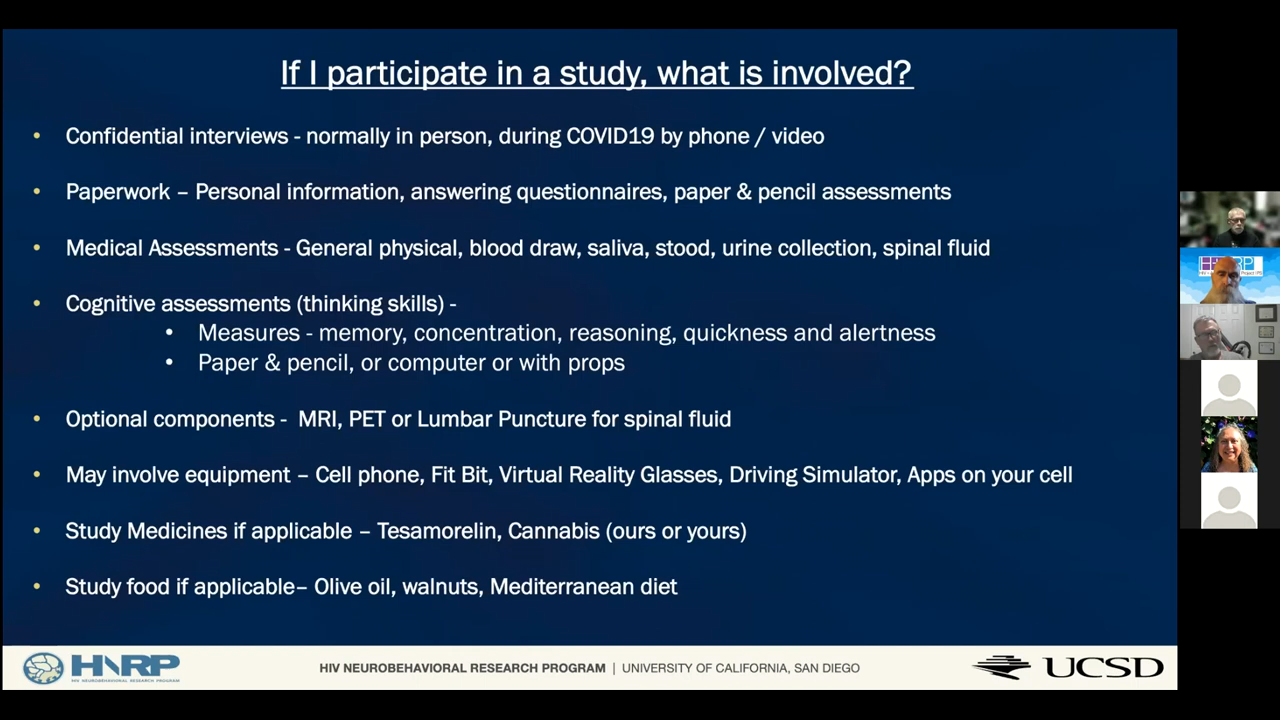 If I participate in a study, what is involved?
• Confidential interviews - normally in person, during COVID19 by phone / video
• Paperwork – Personal information, answering questionnaires, paper & pencil assessments
• Medical Assessments - General physical, blood draw, saliva, stood, urine collection, spinal fluid
• Cognitive assessments (thinking skills) -
• Measures - memory, concentration, reasoning, quickness and alertness
• Paper & pencil, or computer or with props
• Optional components - MRI, PET or Lumbar Puncture for spinal fluid
• May involve equipment – Cell phone, Fit Bit, Virtual Reality Glasses, Driving Simulator, Apps on your cell
• Study Medicines if applicable – Tesamorelin, Cannabis (ours or yours)
• Study food if applicable– Olive oil, walnuts, Mediterranean diet
HNRP
HIV NEUROBEHAVIORAL RESEARCH PROGRAM
HIV NEUROBEHAVIORAL RESEARCH PROGRAM | UNIVERSITY OF CALIFORNIA, SAN DIEGO
UCSD